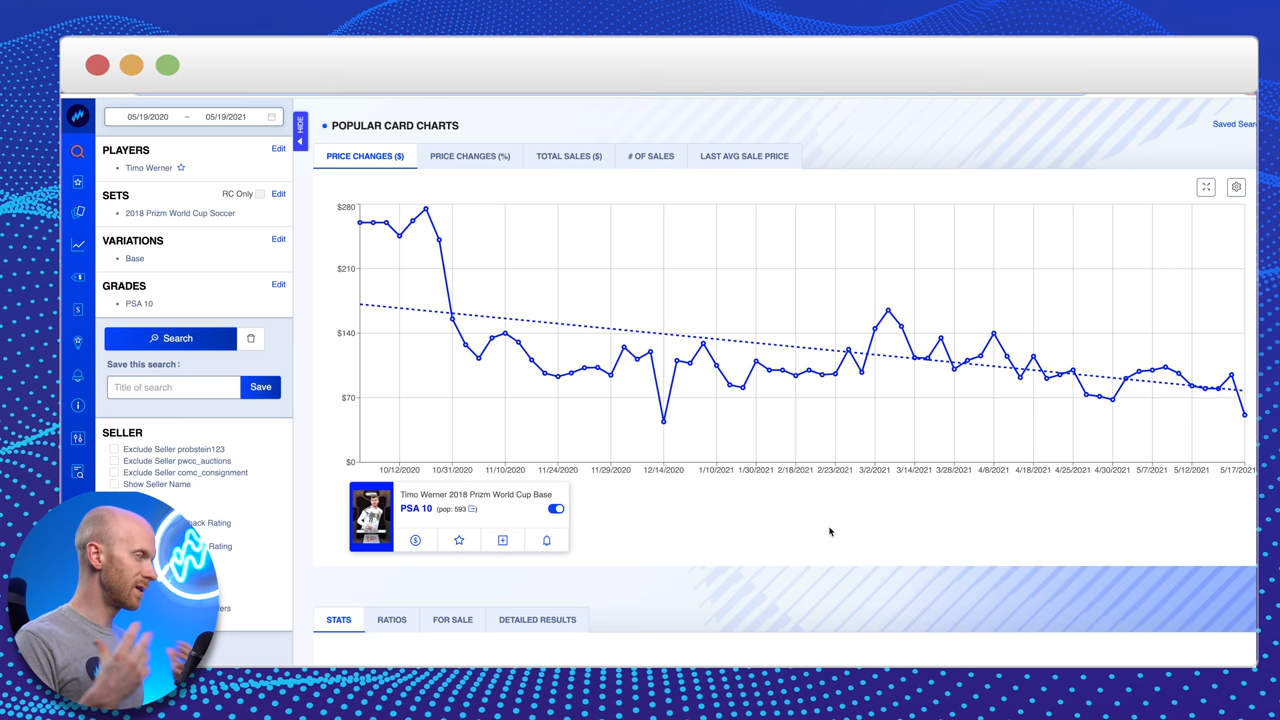 05/19/2020 ~ 05/19/2021
PLAYERS Edit
Timo Werner
SETS RC Only Edit
2018 Prizm World Cup Soccer
VARIATIONS Edit
Base
GRADES Edit
PSA 10
Search
Save this search :
Title of search Save
SELLER
Exclude Seller probstein123
Exclude Seller pwcc_auctions
Exclude Seller comc_consignment
Show Seller Name
back Rating
Rating
HIDE
POPULAR CARD CHARTS
Saved Sear
PRICE CHANGES ($) PRICE CHANGES (%) TOTAL SALES ($) # OF SALES LAST AVG SALE PRICE
$280
$210
$140
$70
$0
10/12/2020 10/31/2020 11/10/2020 11/24/2020 11/29/2020 12/14/2020 1/10/2021 1/30/2021 2/18/2021 2/23/2021 3/2/2021 3/14/2021 3/28/2021 4/8/2021 4/18/2021 4/25/2021 4/30/2021 5/7/2021 5/12/2021 5/17/2021
Timo Werner 2018 Prizm World Cup Base
PSA 10 (pop: 593)
STATS RATIOS FOR SALE DETAILED RESULTS